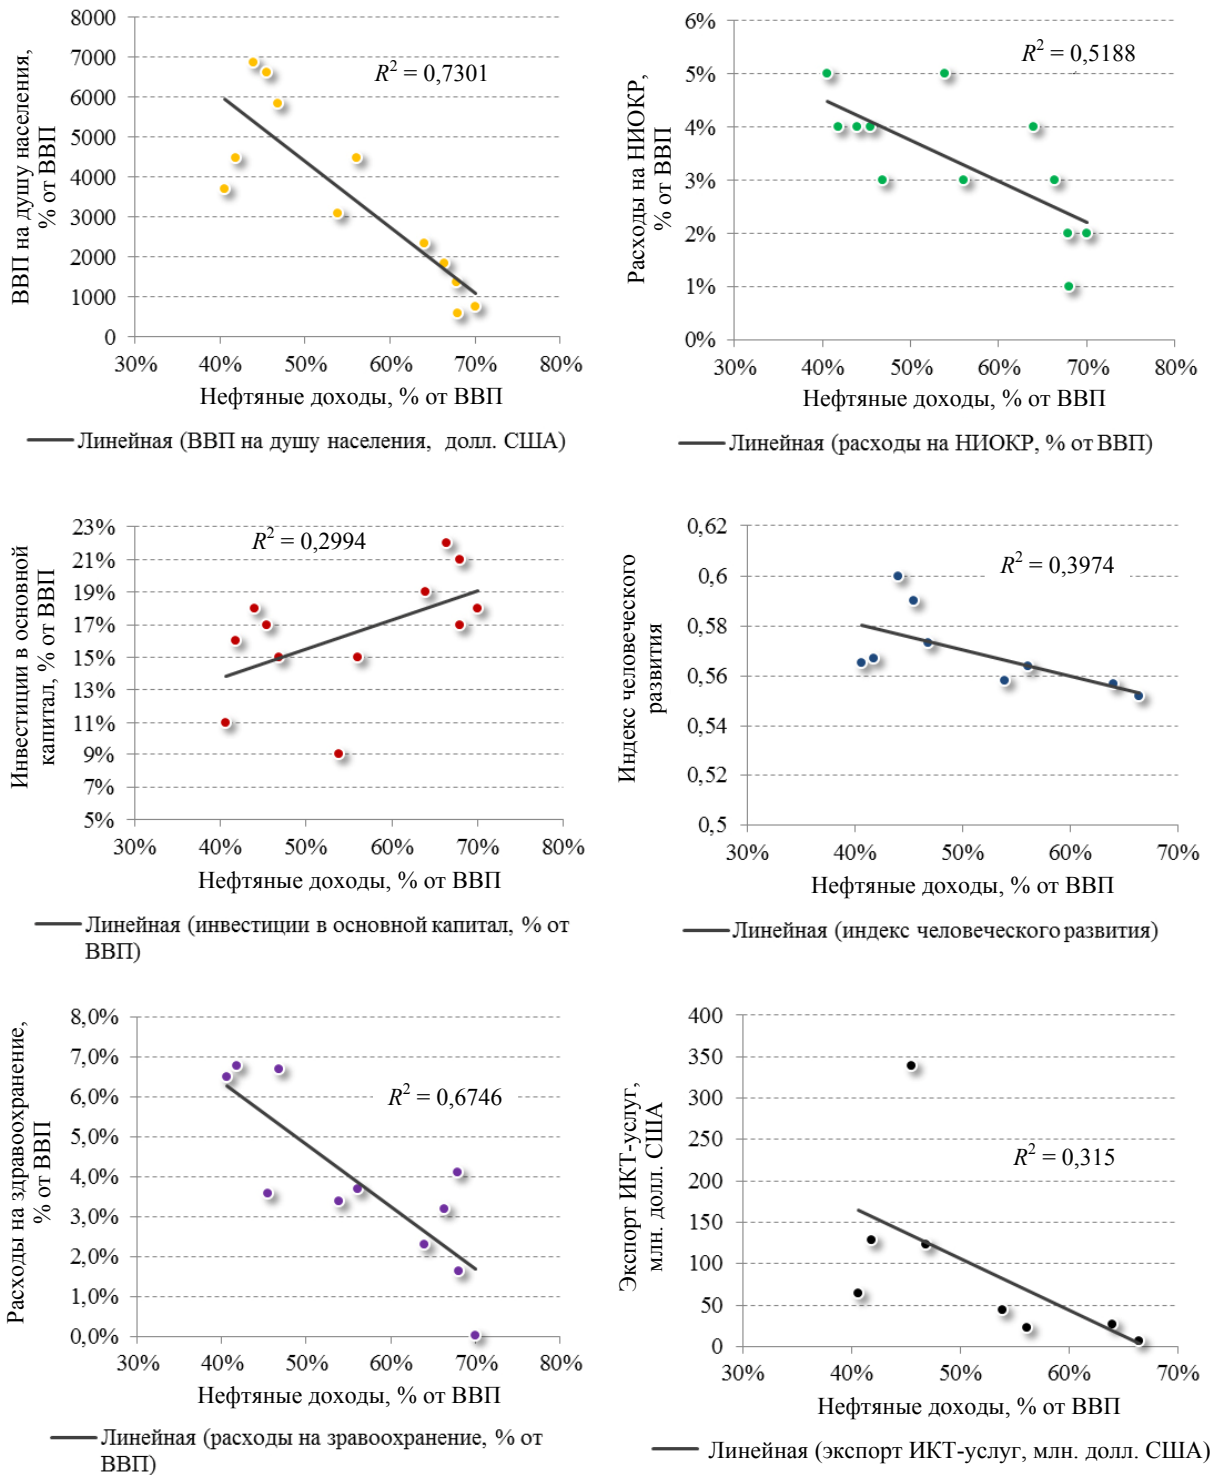 ВВП на душу населения,
% от ВВП
8000
7000
6000
5000
4000
3000
2000
1000
0
R² = 0,7301
30% 40% 50% 60% 70% 80%
Нефтяные доходы, % от ВВП
Линейная (ВВП на душу населения, долл. США)
Расходы на НИОКР,
% от ВВП
6%
5%
4%
3%
2%
1%
0%
R² = 0,5188
30% 40% 50% 60% 70% 80%
Нефтяные доходы, % от ВВП
Линейная (расходы на НИОКР, % от ВВП)
Инвестиции в основной
капитал, % от ВВП
23%
21%
19%
17%
15%
13%
11%
9%
7%
5%
R² = 0,2994
30% 40% 50% 60% 70% 80%
Нефтяные доходы, % от ВВП
Линейная (инвестиции в основной капитал, % от
ВВП)
Индекс человеческого
развития
0,62
0,6
0,58
0,56
0,54
0,52
0,5
R² = 0,3974
30% 40% 50% 60% 70%
Нефтяные доходы, % от ВВП
Линейная (индекс человеческого развития)
Расходы на здравоохранение,
% от ВВП
8,0%
7,0%
6,0%
5,0%
4,0%
3,0%
2,0%
1,0%
0,0%
R² = 0,6746
30% 40% 50% 60% 70% 80%
Нефтяные доходы, % от ВВП
Линейная (расходы на зравоохранение, % от
ВВП)
Экспорт ИКТ-услуг,
млн. долл. США
400
350
300
250
200
150
100
50
0
R² = 0,315
30% 40% 50% 60% 70%
Нефтяные доходы, % от ВВП
Линейная (экспорт ИКТ-услуг, млн. долл. США)